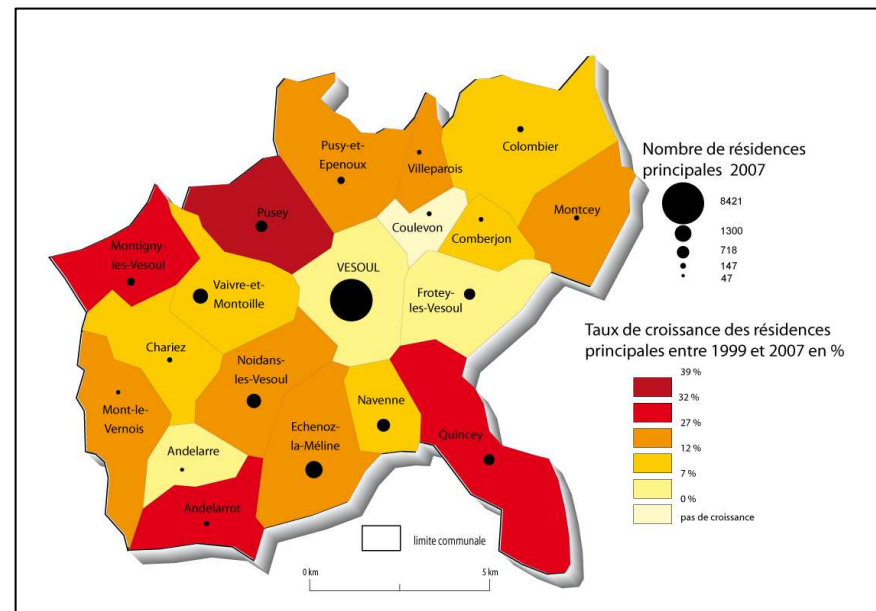 Nombre de résidences
principales 2007
8421
1300
718
147
47
Taux de croissance des résidences
principales entre 1999 et 2007 en %
39 %
32 %
27 %
12 %
7 %
0 %
pas de croissance
Pusy-et-
Epenoux
Villeparois
Colombier
Pusey
Coulevon
Comberjon
Montcey
Montigny-
les-Vesoul
Vaivre-et-
Montoille
VESOUL
Frotey-
les-Vesoul
Chariez
Noidans-
les-Vesoul
Mont-le-
Vernois
Navenne
Echenoz-
la-Méline
Quincey
Andelarre
Andelarrot
limite communale
0 km
5 km